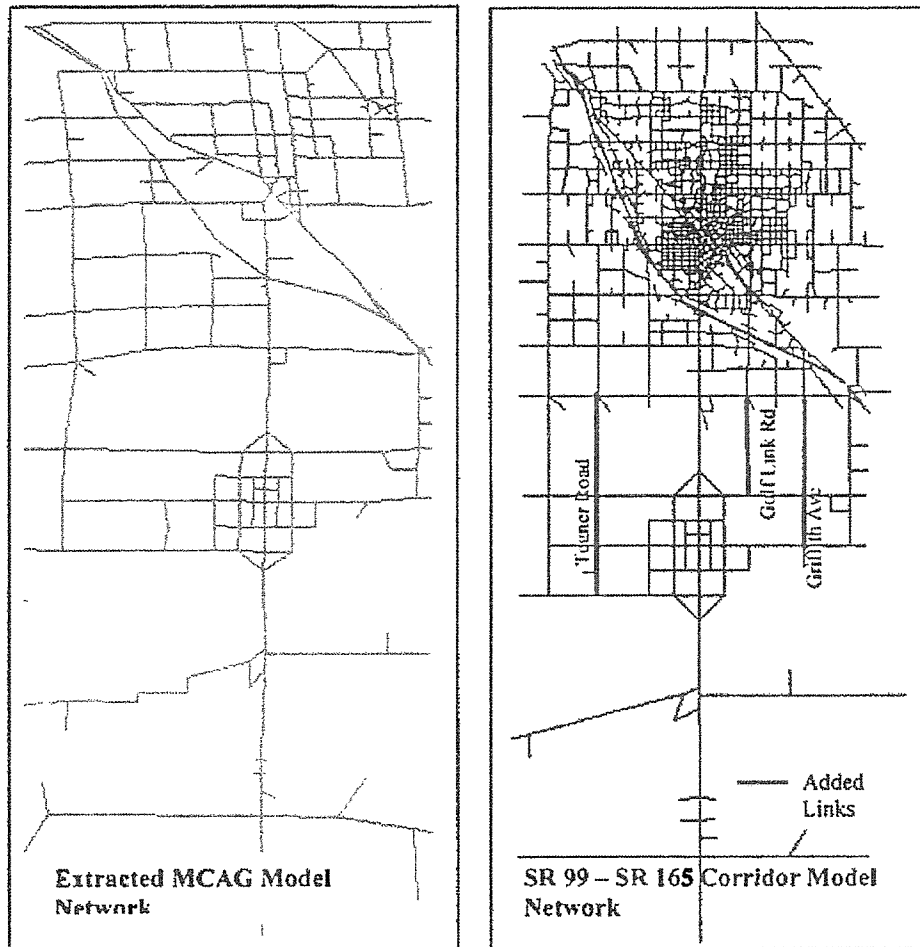 Extracted MCAG Model
Network
Golf Link Rd
Griffith Ave
Added
Links
SR 99 – SR 165 Corridor Model
Network
Road